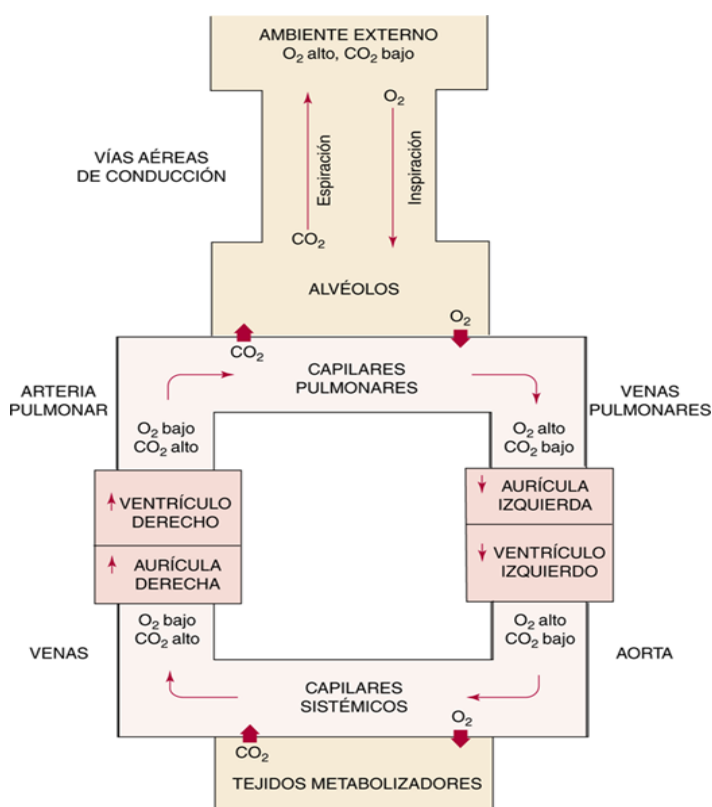 AMBIENTE EXTERNO
O₂ alto, CO₂ bajo
O₂
VÍAS AÉREAS
DE CONDUCCIÓN
Espiración
Inspiración
CO₂
ALVÉOLOS
O₂
CO₂
CAPILARES
PULMONARES
ARTERIA
PULMONAR
VENAS
PULMONARES
O₂ bajo
CO₂ alto
O₂ alto
CO₂ bajo
VENTRÍCULO
DERECHO
AURÍCULA
IZQUIERDA
AURÍCULA
DERECHA
VENTRÍCULO
IZQUIERDO
O₂ bajo
CO₂ alto
O₂ alto
CO₂ bajo
VENAS
AORTA
CAPILARES
SISTÉMICOS
O₂
CO₂
TEJIDOS METABOLIZADORES